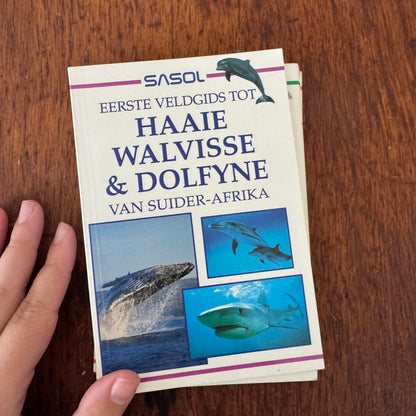 SASOL
EERSTE VELDGIDS TOT
HAAIE
WALVISSE
& DOLFYNE
VAN SUIDER-AFRIKA